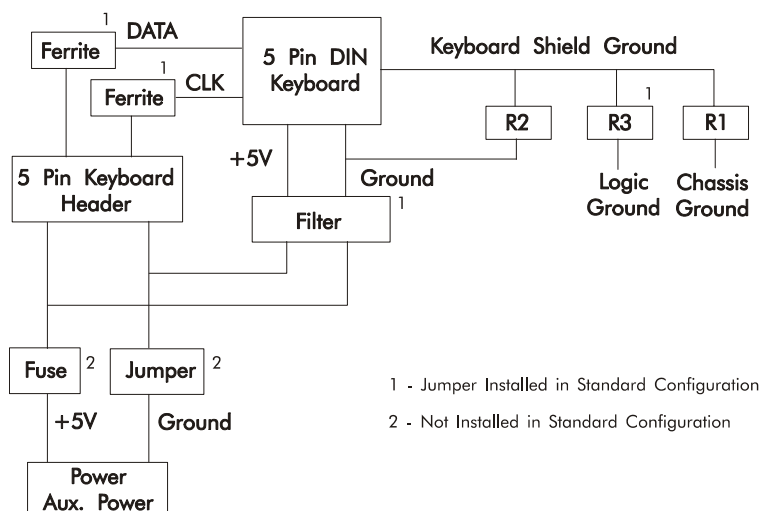 1
DATA
Ferrite
1
CLK
Ferrite
5 Pin DIN
Keyboard
Keyboard Shield Ground
R2
1
R3
R1
Logic
Ground
Chassis
Ground
+5V
Ground
5 Pin Keyboard
Header
Filter
1
Fuse
2
Jumper
2
+5V
Ground
Power
Aux. Power
1 - Jumper Installed in Standard Configuration
2 - Not Installed in Standard Configuration